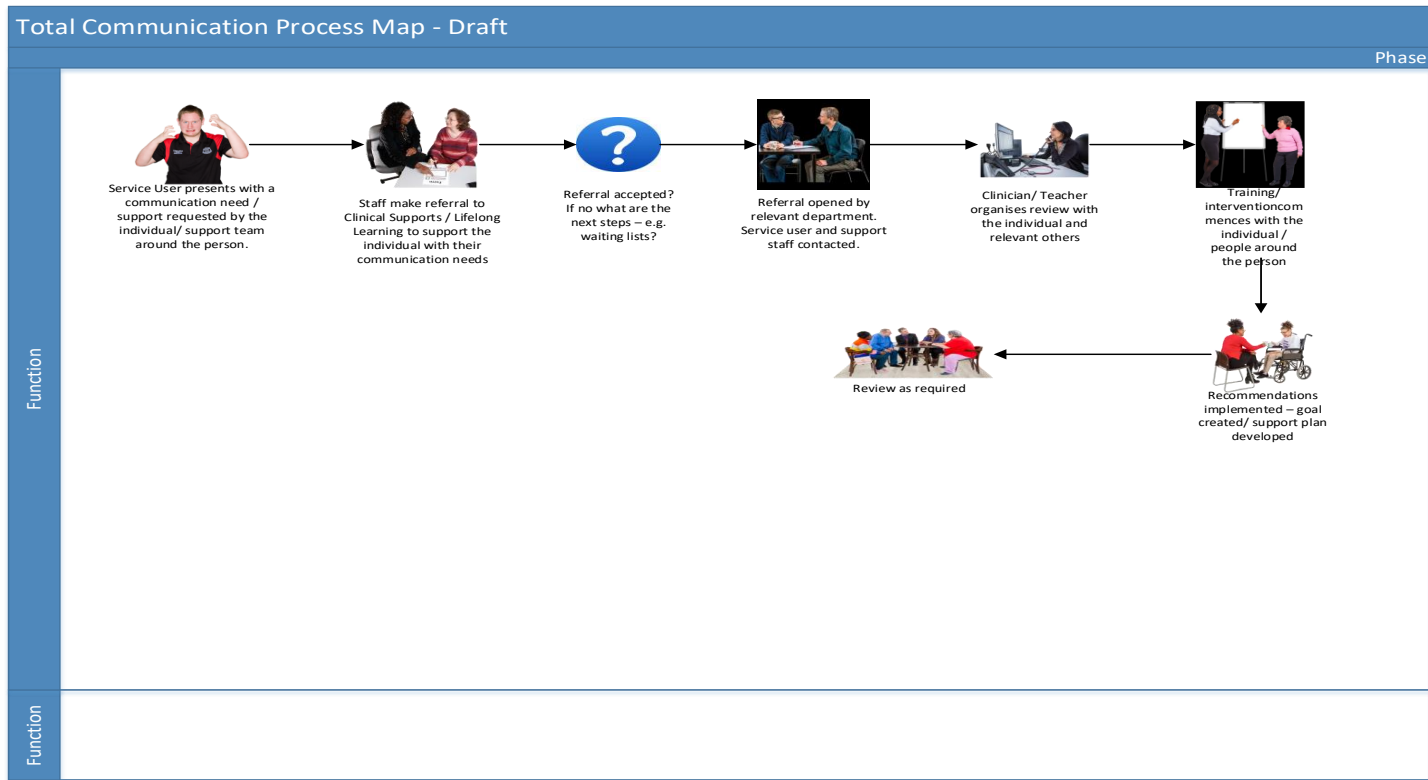 Total Communication Process Map - Draft
Phase
Function
?
Service User presents with a
communication need /
support requested by the
individual/ support team
around the person.
Staff make referral to
Clinical Supports / Lifelong
Learning to support the
individual with their
communication needs
Referral accepted?
If no what are the
next steps – e.g.
waiting lists?
Referral opened by
relevant department.
Service user and support
staff contacted.
Clinician/ Teacher
organises review with
the individual and
relevant others
Training/
interventioncom
mences with the
individual /
people around
the person
Review as required
Recommendations
implemented – goal
created/ support plan
developed
Function